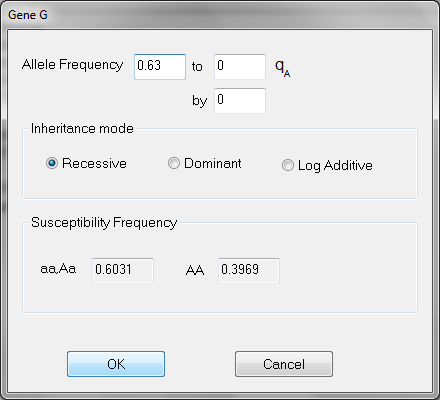 Gene G
Allele Frequency 0.63 to 0 qA
by 0
Inheritance mode
Recessive Dominant Log Additive
Susceptibility Frequency
aa,Aa 0.6031 AA 0.3969
OK Cancel